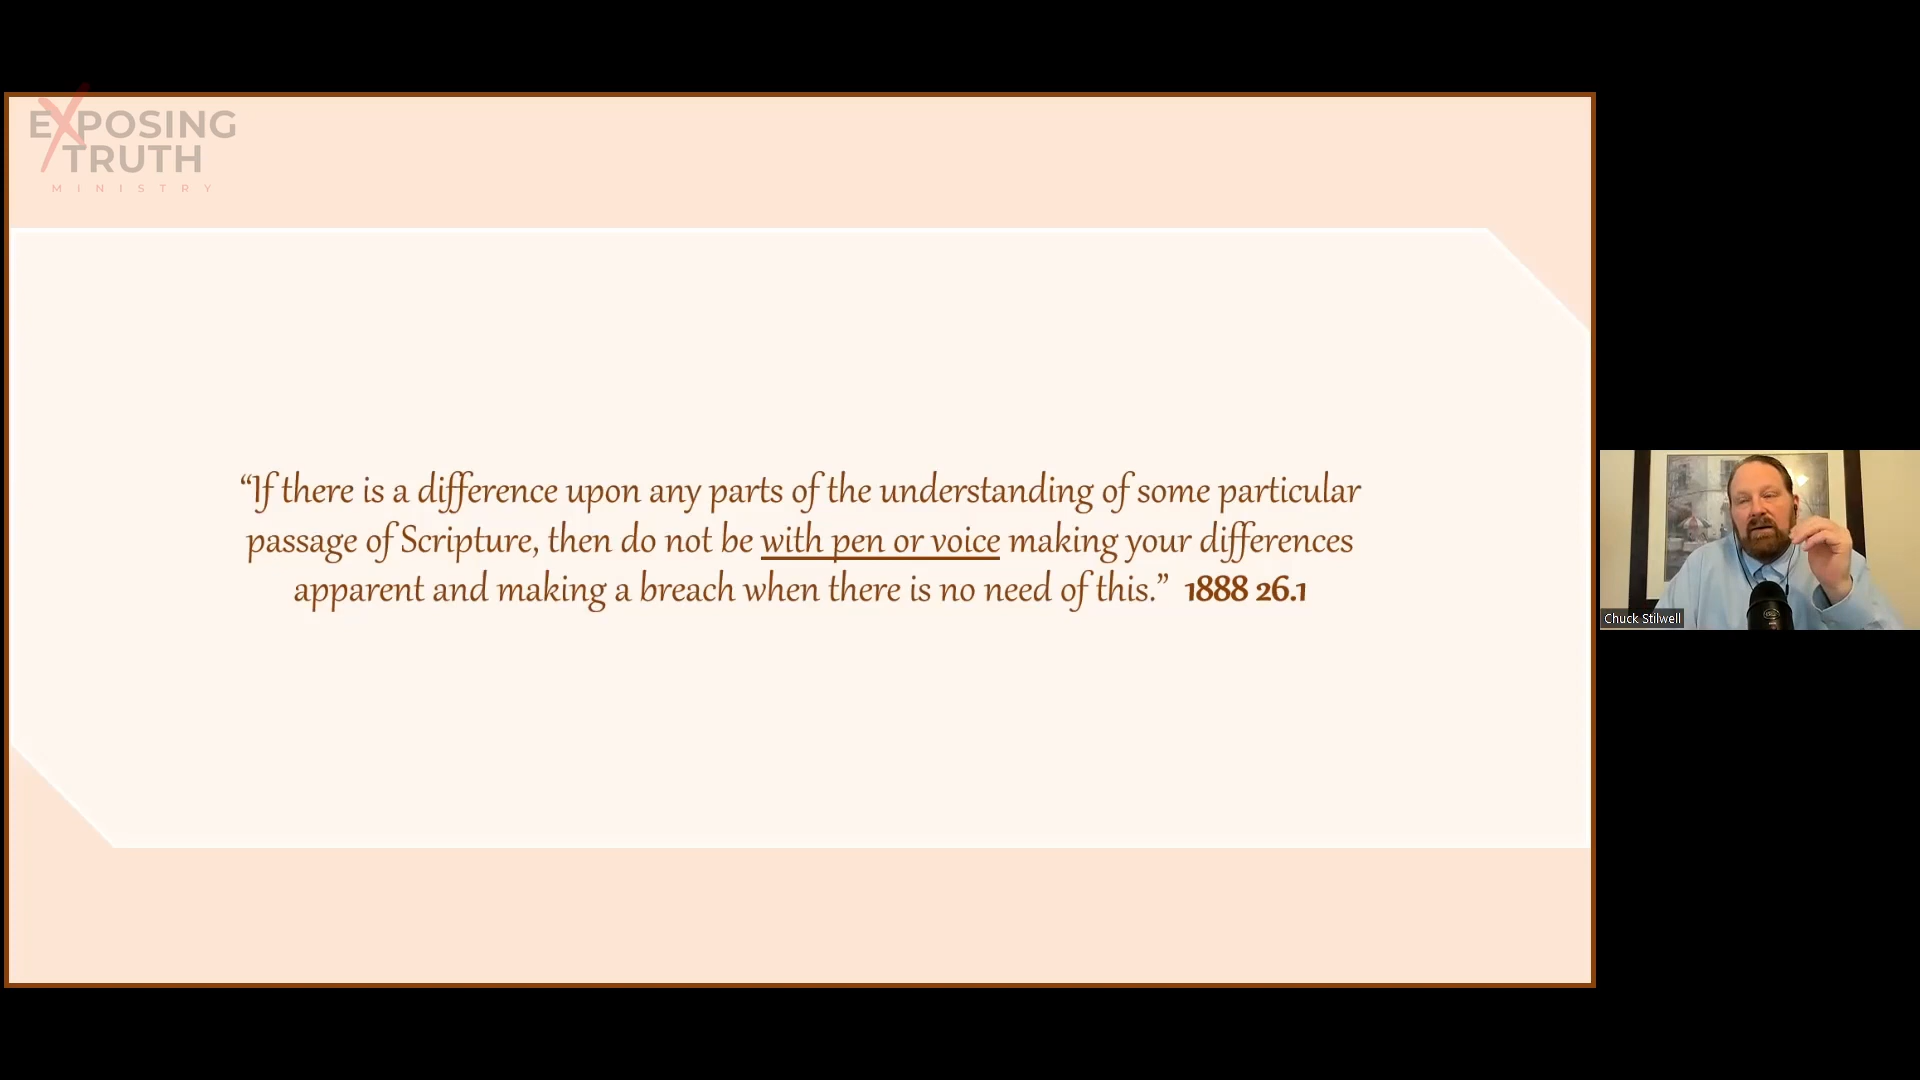 EXPOSING
TRUTH
MINISTRY
“If there is a difference upon any parts of the understanding of some particular
passage of Scripture, then do not be with pen or voice making your differences
apparent and making a breach when there is no need of this.” 1888 26.1
Chuck Stilwell